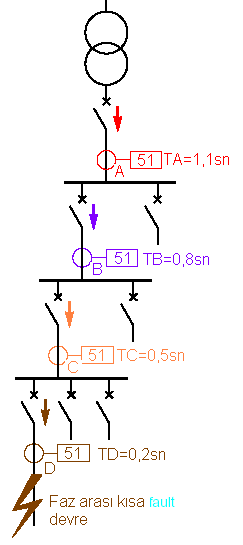 51 TA=1,1sn
A
51 TB=0,8sn
B
51 TC=0,5sn
C
51 TD=0,2sn
D
Faz arası kısa fault
devre